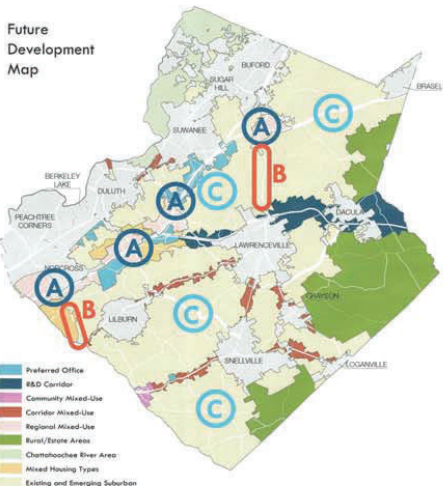 Future
Development
Map
BUFORD
SUGAR
HILL
BRASEL
C
SUWANEE
A
BERKELEY
LAKE
DULUTH
A
C
B
PEACHTREE
CORNERS
DACULA
A
LAWRENCEVILLE
NORCROSS
A
GRAYSON
B
LILBURN
C
SNELLVILLE
LOGANVILLE
C
Preferred Office
R&D Corridor
Community Mixed-Use
Corridor Mixed-Use
Regional Mixed-Use
Rural/Estate Areas
Chattahoochee River Area
Mixed Housing Types
Existing and Emerging Suburban